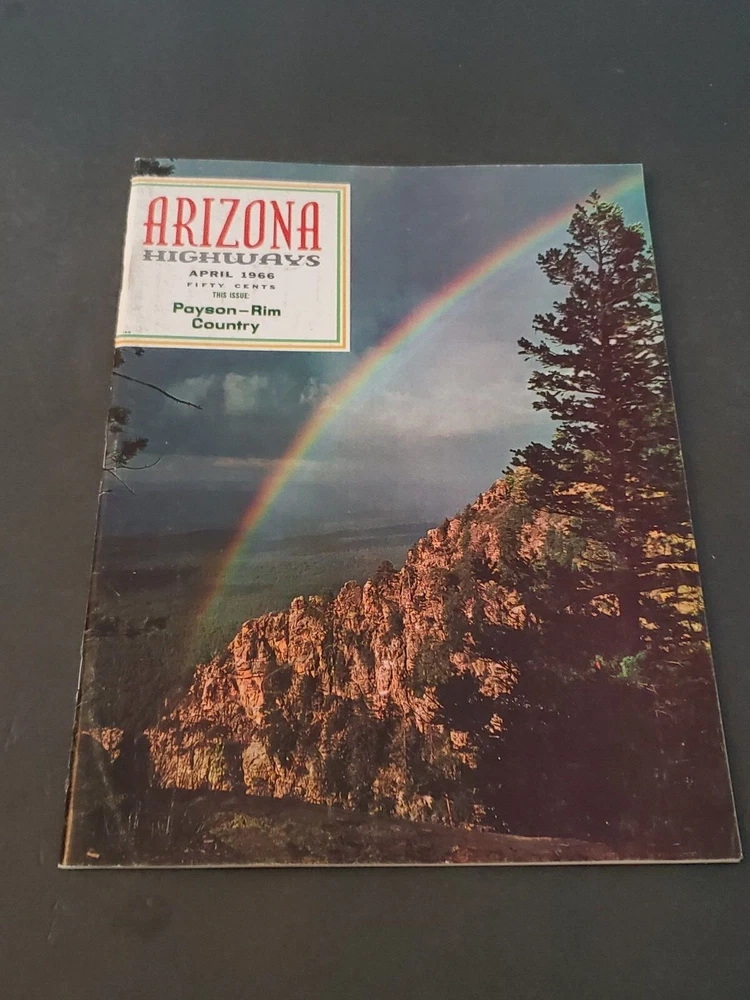 ARIZONA
HIGHWAYS
APRIL 1966
FIFTY CENTS
THIS ISSUE:
Payson–Rim
Country